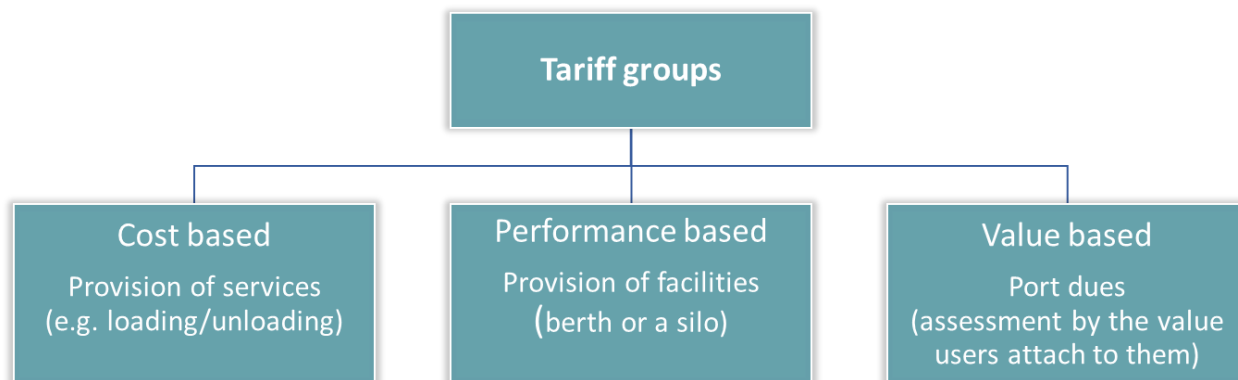 Tariff groups
Cost based
Provision of services
(e.g. loading/unloading)
Performance based
Provision of facilities
(berth or a silo)
Value based
Port dues
(assessment by the value
users attach to them)